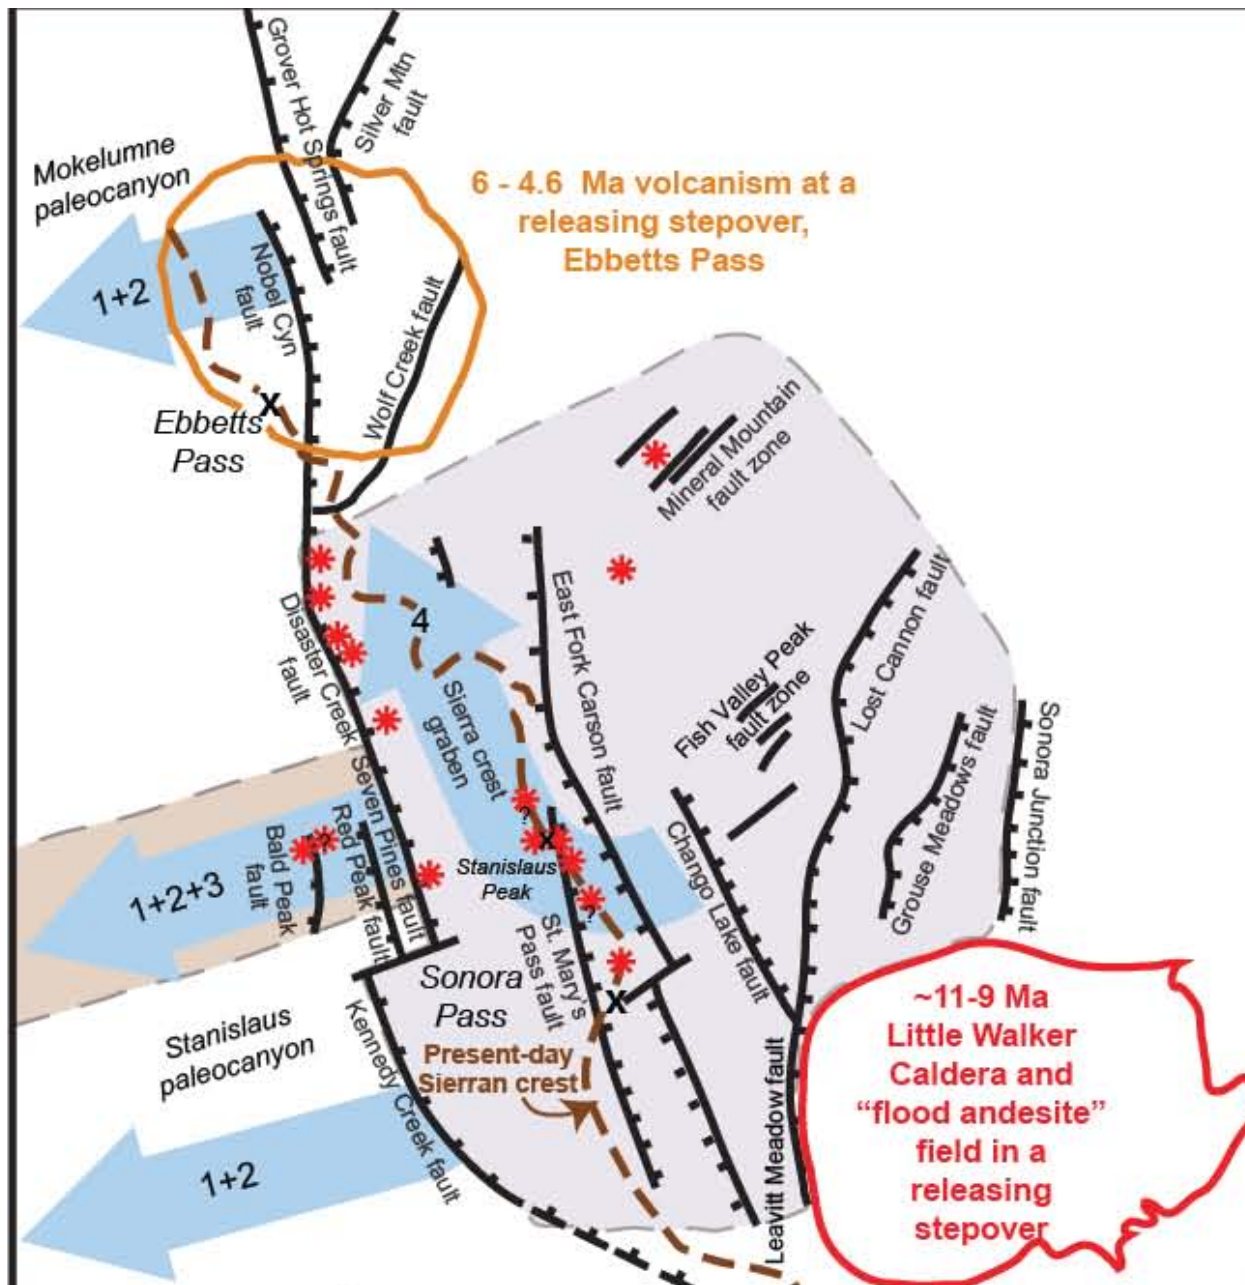 Grover Hot Springs fault
Silver Mtn
fault
Mokelumne
paleocanyon
6 - 4.6 Ma volcanism at a
releasing stepover,
Ebbetts Pass
1+2
Nobel Cyn
fault
Wolf Creek fault
X
Ebbetts
Pass
Mineral Mountain
fault zone
Disaster Creek
fault
4
East Fork Carson fault
Sierra crest
graben
Fish Valley Peak
fault zone
Lost Cannon fault
Grouse Meadows fault
Sonora Junction fault
Seven Pines fault
Red Peak fault
Bald Peak
fault
?
1+2+3
?
X
Stanislaus
Peak
?
Chango Lake fault
St. Mary's
Pass fault
Sonora
Pass
X
Stanislaus
paleocanyon
Kennedy Creek fault
Present-day
Sierran crest
Leavitt Meadow fault
~11-9 Ma
Little Walker
Caldera and
“flood andesite”
field in a
releasing
stepover
1+2